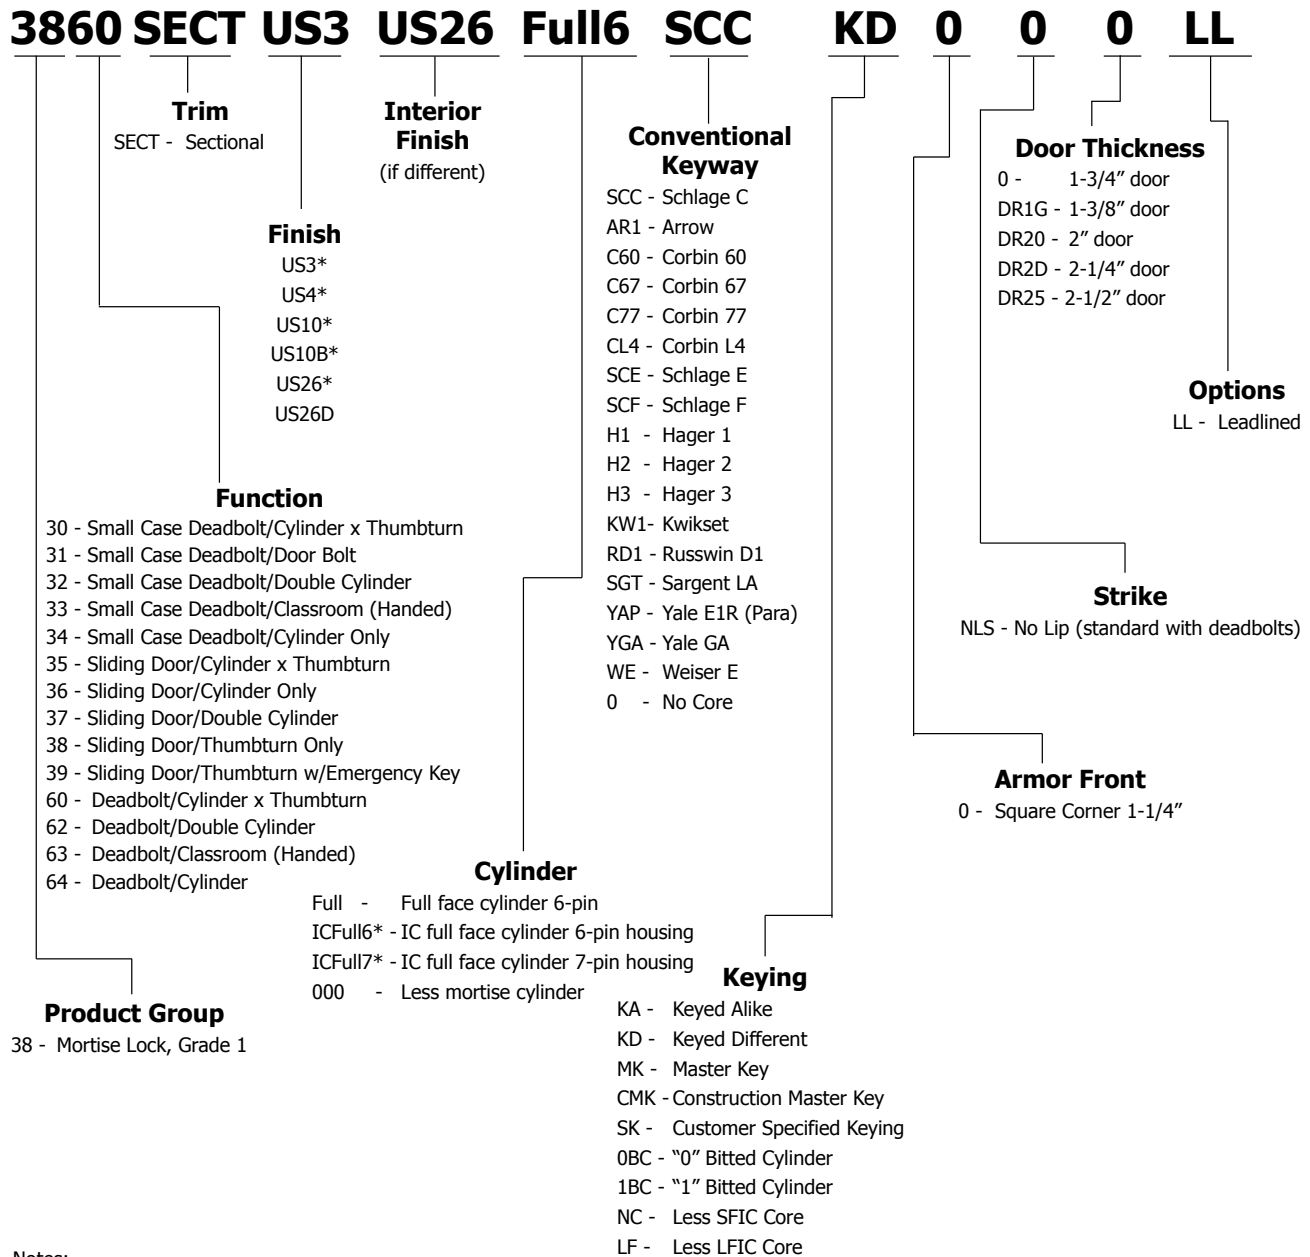 3860 SECT US3 US26 Full6 SCC KD 0 0 0 LL
Trim
SECT - Sectional
Interior
Finish
(if different)
Finish
US3*
US4*
US10*
US10B*
US26*
US26D
Function
30 - Small Case Deadbolt/Cylinder x Thumbturn
31 - Small Case Deadbolt/Door Bolt
32 - Small Case Deadbolt/Double Cylinder
33 - Small Case Deadbolt/Classroom (Handed)
34 - Small Case Deadbolt/Cylinder Only
35 - Sliding Door/Cylinder x Thumbturn
36 - Sliding Door/Cylinder Only
37 - Sliding Door/Double Cylinder
38 - Sliding Door/Thumbturn Only
39 - Sliding Door/Thumbturn w/Emergency Key
60 - Deadbolt/Cylinder x Thumbturn
62 - Deadbolt/Double Cylinder
63 - Deadbolt/Classroom (Handed)
64 - Deadbolt/Cylinder
Product Group
38 - Mortise Lock, Grade 1
Cylinder
Full - Full face cylinder 6-pin
ICFull6* - IC full face cylinder 6-pin housing
ICFull7* - IC full face cylinder 7-pin housing
000 - Less mortise cylinder
Conventional
Keyway
SCC - Schlage C
AR1 - Arrow
C60 - Corbin 60
C67 - Corbin 67
C77 - Corbin 77
CL4 - Corbin L4
SCE - Schlage E
SCF - Schlage F
H1 - Hager 1
H2 - Hager 2
H3 - Hager 3
KW1- Kwikset
RD1 - Russwin D1
SGT - Sargent LA
YAP - Yale E1R (Para)
YGA - Yale GA
WE - Weiser E
0 - No Core
Keying
KA - Keyed Alike
KD - Keyed Different
MK - Master Key
CMK - Construction Master Key
SK - Customer Specified Keying
0BC - “0” Bitted Cylinder
1BC - “1” Bitted Cylinder
NC - Less SFIC Core
LF - Less LFIC Core
Door Thickness
0 - 1-3/4” door
DR1G - 1-3/8” door
DR20 - 2” door
DR2D - 2-1/4” door
DR25 - 2-1/2” door
Options
LL - Leadlined
Strike
NLS - No Lip (standard with deadbolts)
Armor Front
0 - Square Corner 1-1/4”